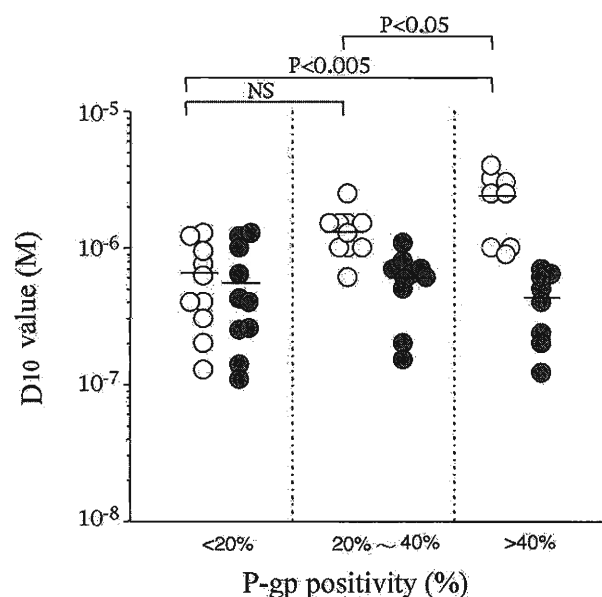 P<0.05
P<0.005
NS
10-5
10-6
10-7
10-8
D10 value (M)
<20% 20%~40% >40%
P-gp positivity (%)